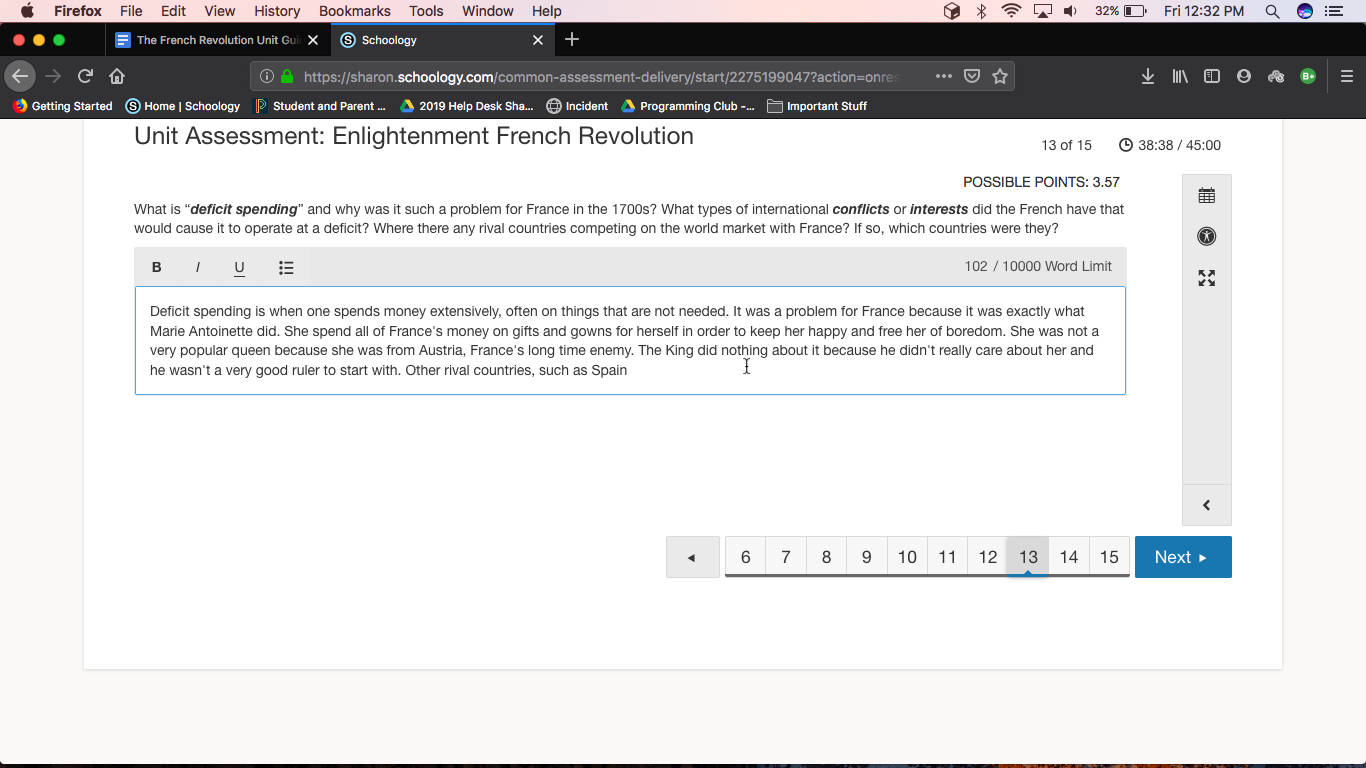 Firefox File Edit View History Bookmarks Tools Window Help 32% Fri 12:32 PM
The French Revolution Unit Gui Schoology
https://sharon.schoology.com/common-assessment-delivery/start/2275199047?action=onres
Getting Started Home | Schoology Student and Parent ... 2019 Help Desk Sha... Incident Programming Club -... Important Stuff
Unit Assessment: Enlightenment French Revolution
13 of 15 38:38 / 45:00
POSSIBLE POINTS: 3.57
What is “deficit spending” and why was it such a problem for France in the 1700s? What types of international conflicts or interests did the French have that
would cause it to operate at a deficit? Where there any rival countries competing on the world market with France? If so, which countries were they?
B I U 102 / 10000 Word Limit
Deficit spending is when one spends money extensively, often on things that are not needed. It was a problem for France because it was exactly what
Marie Antoinette did. She spend all of France's money on gifts and gowns for herself in order to keep her happy and free her of boredom. She was not a
very popular queen because she was from Austria, France's long time enemy. The King did nothing about it because he didn't really care about her and
he wasn't a very good ruler to start with. Other rival countries, such as Spain
6 7 8 9 10 11 12 13 14 15 Next